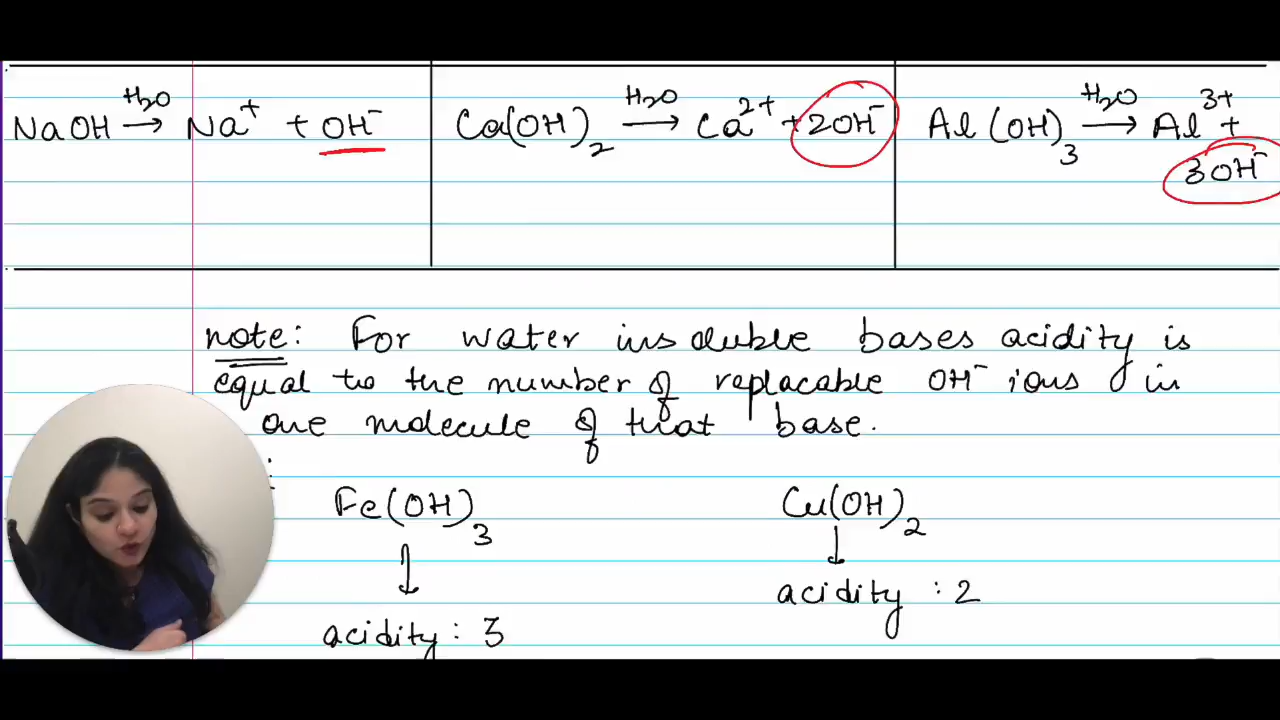 NaOH —H₂O→ Na⁺ + OH⁻
Ca(OH)₂ —H₂O→ Ca²⁺ + 2OH⁻
Al(OH)₃ —H₂O→ Al³⁺ +
3OH⁻
note: For water insoluble bases acidity is
equal to the number of replacable OH⁻ ions in
one molecule of that base.
:
Fe(OH)₃
↓
acidity : 3
Cu(OH)₂
↓
acidity : 2